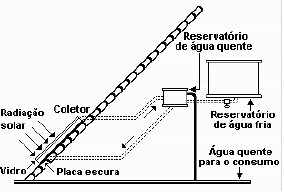 Reservatório
de água quente
Coletor
Radiação
solar
Reservatório
de água fria
Água quente
para o consumo
Vidro
Placa escura